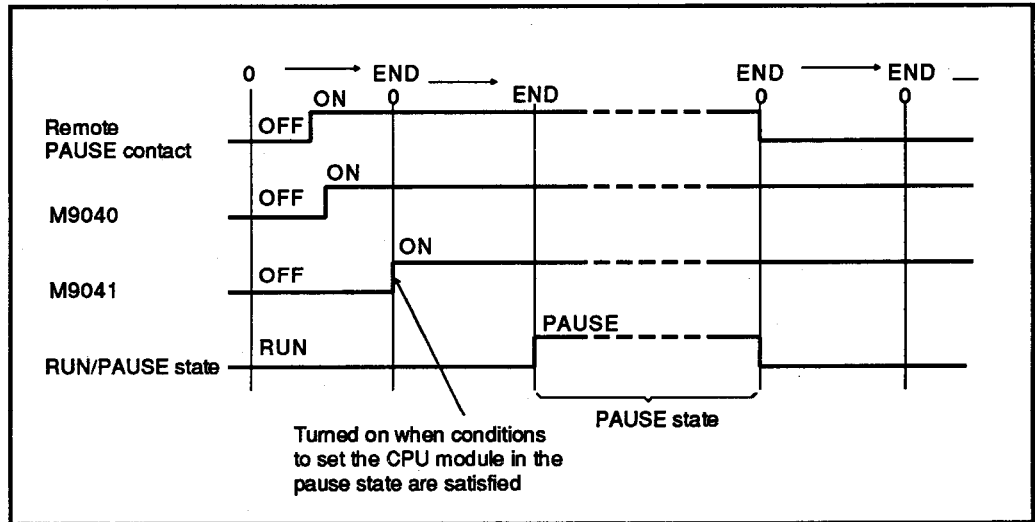 0 END END END
0 END 0 0
ON
Remote OFF
PAUSE contact
ON
OFF
M9040
ON
OFF
M9041
PAUSE
RUN
RUN/PAUSE state
PAUSE state
Turned on when conditions
to set the CPU module in the
pause state are satisfied